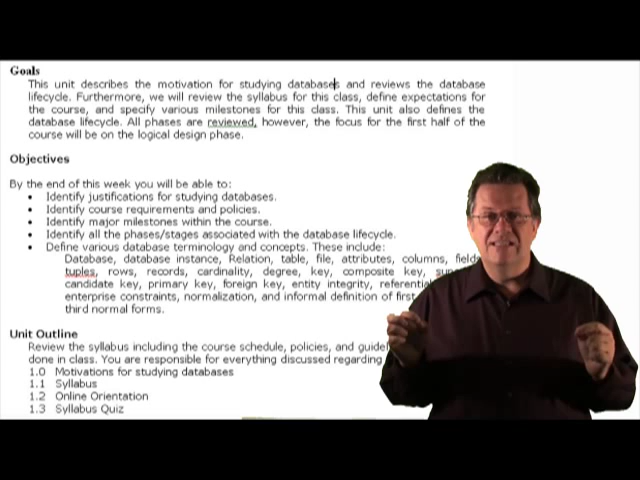 Goals
This unit describes the motivation for studying databases and reviews the database
lifecycle. Furthermore, we will review the syllabus for this class, define expectations for
the course, and specify various milestones for this class. This unit also defines the
database lifecycle. All phases are reviewed, however, the focus for the first half of the
course will be on the logical design phase.
Objectives
By the end of this week you will be able to:
• Identify justifications for studying databases.
• Identify course requirements and policies.
• Identify major milestones within the course.
• Identify all the phases/stages associated with the database lifecycle.
• Define various database terminology and concepts. These include:
Database, database instance, Relation, table, file, attributes, columns, fields,
tuples, rows, records, cardinality, degree, key, composite key,
candidate key, primary key, foreign key, entity integrity,
enterprise constraints, normalization, and informal definition of first
third normal forms.
Unit Outline
Review the syllabus including the course schedule, policies, and
done in class. You are responsible for everything discussed regarding
1.0 Motivations for studying databases
1.1 Syllabus
1.2 Online Orientation
1.3 Syllabus Quiz